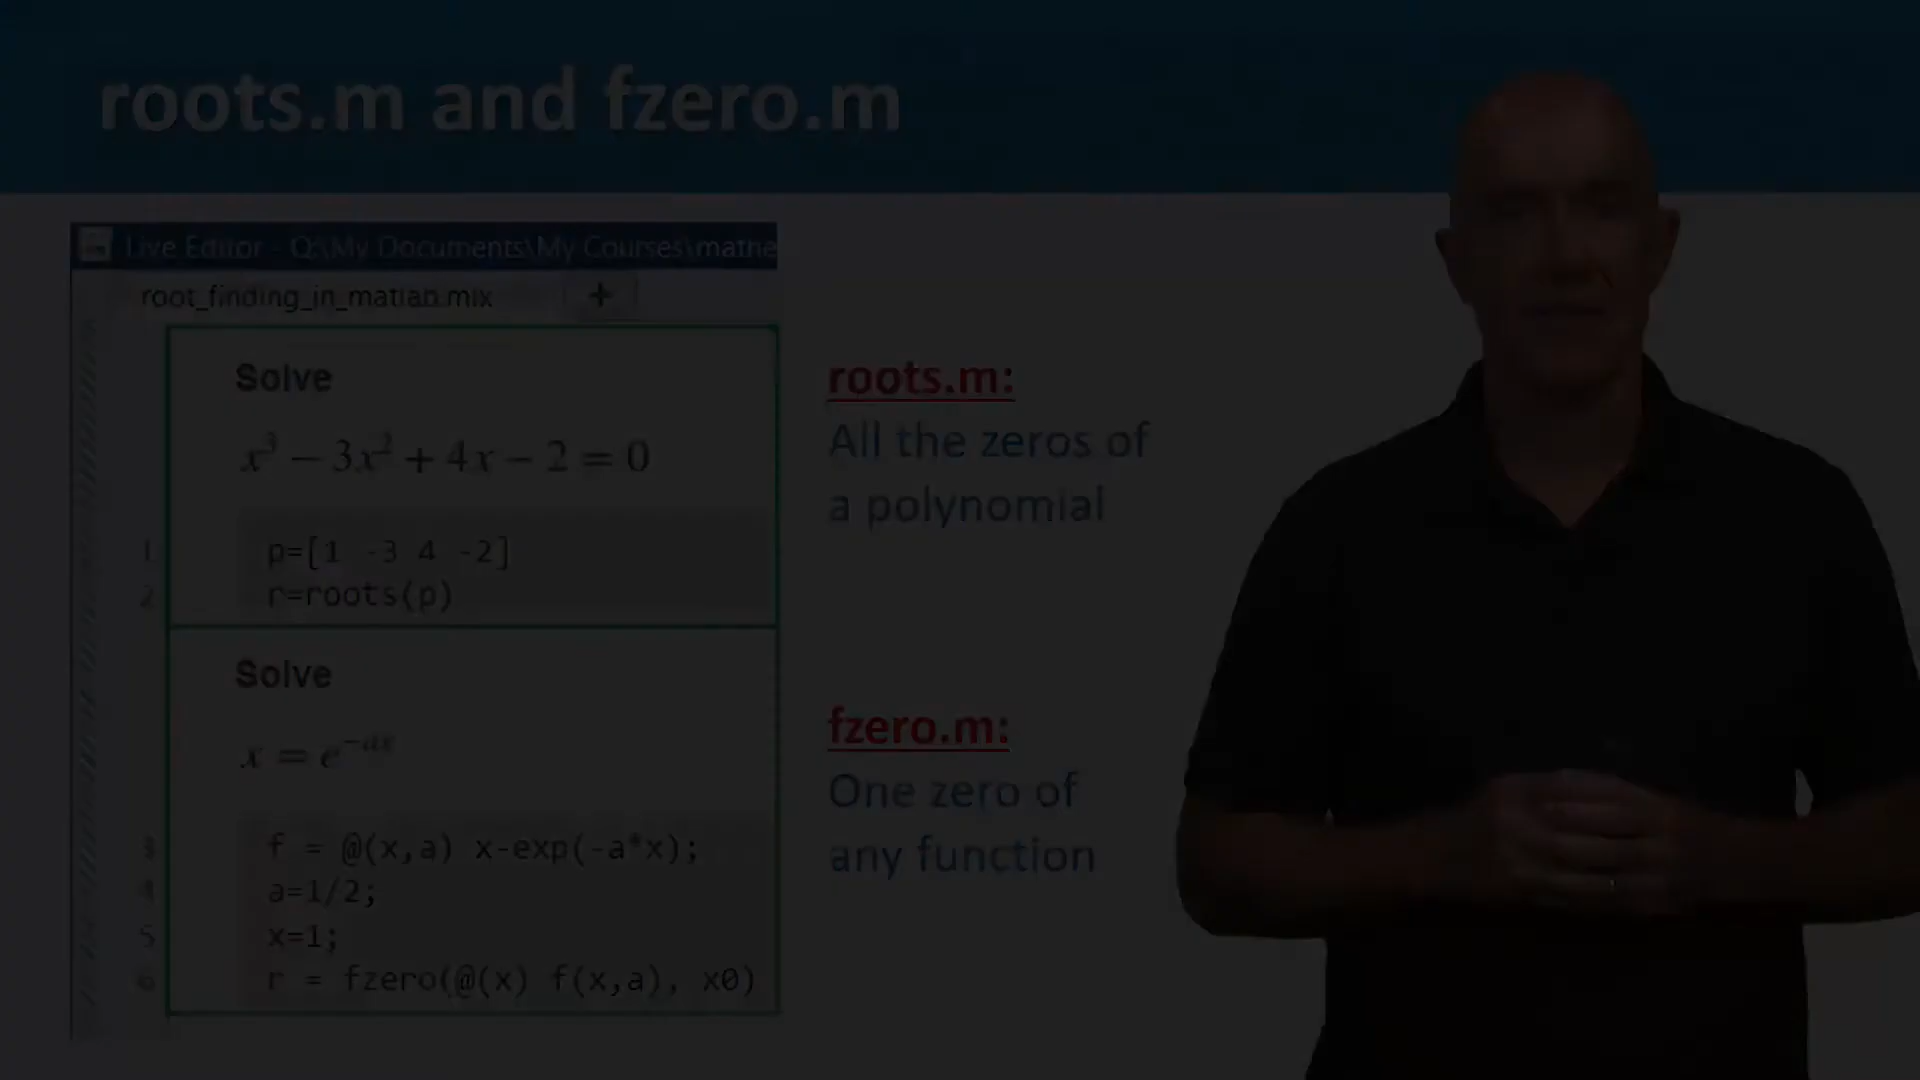 roots.m and fzero.m
Live Editor - Q:\My Documents\My Courses\mathe
root_finding_in_matlab.mlx +
Solve
x³ − 3x² + 4x − 2 = 0
1 p=[1 -3 4 -2]
2 r=roots(p)
roots.m:
All the zeros of
a polynomial
Solve
x = e^{-ax}
3 f = @(x,a) x-exp(-a*x);
4 a=1/2;
5 x=1;
6 r = fzero(@(x) f(x,a), x0)
fzero.m:
One zero of
any function